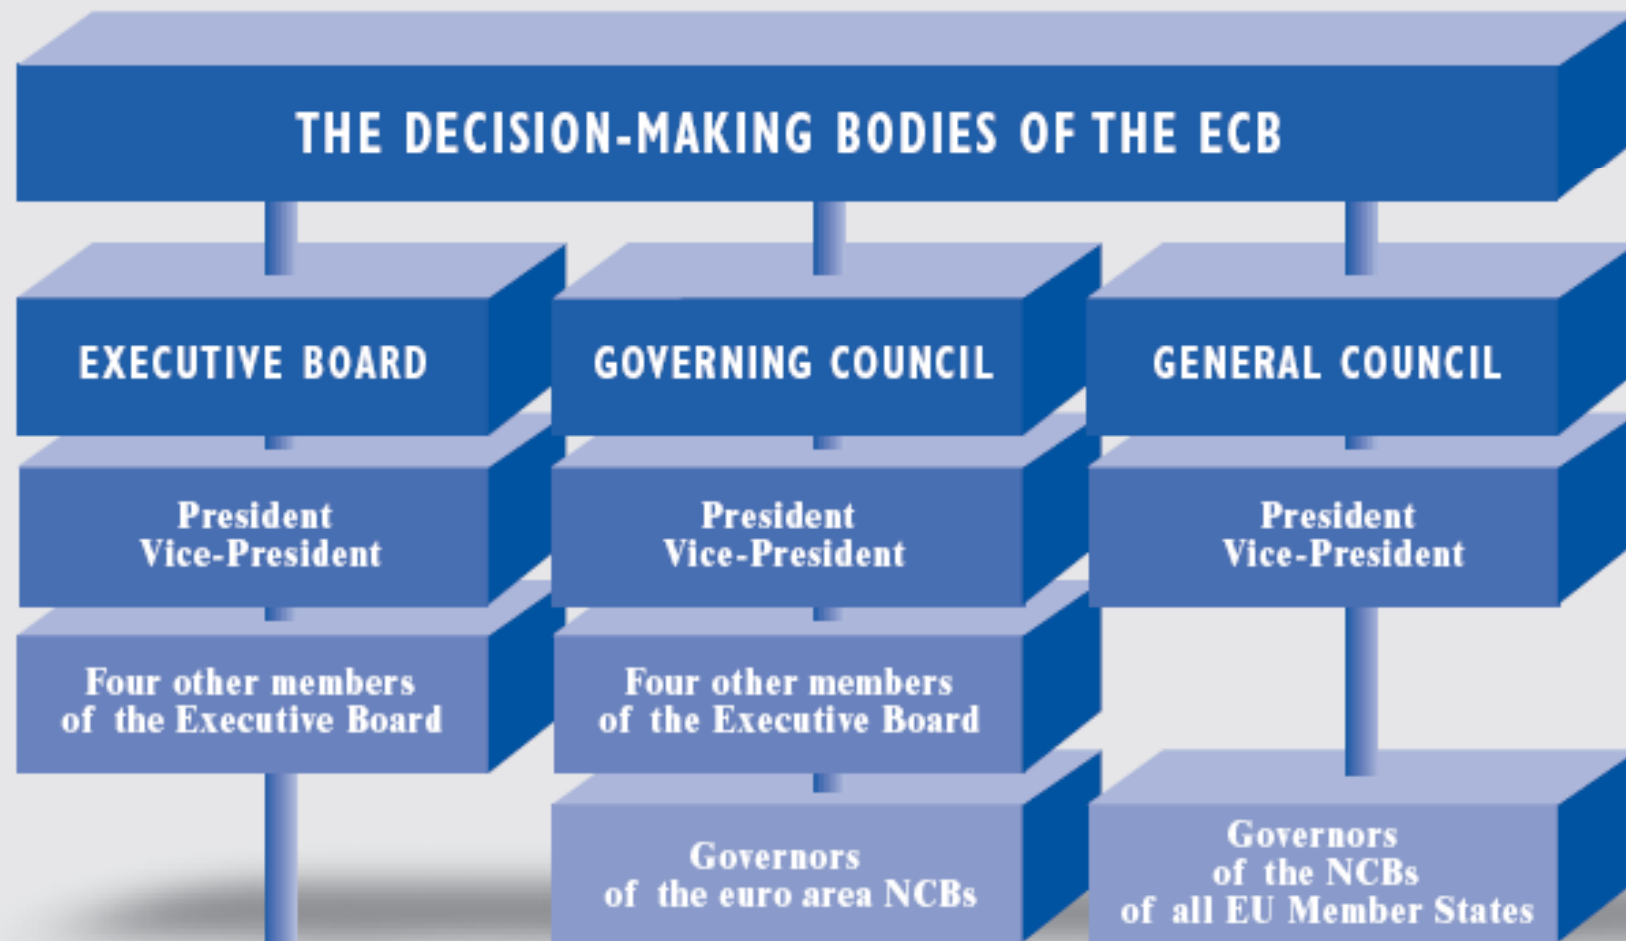 THE DECISION-MAKING BODIES OF THE ECB
EXECUTIVE BOARD
President
Vice-President
Four other members
of the Executive Board
GOVERNING COUNCIL
President
Vice-President
Four other members
of the Executive Board
Governors
of the euro area NCBs
GENERAL COUNCIL
President
Vice-President
Governors
of the NCBs
of all EU Member States